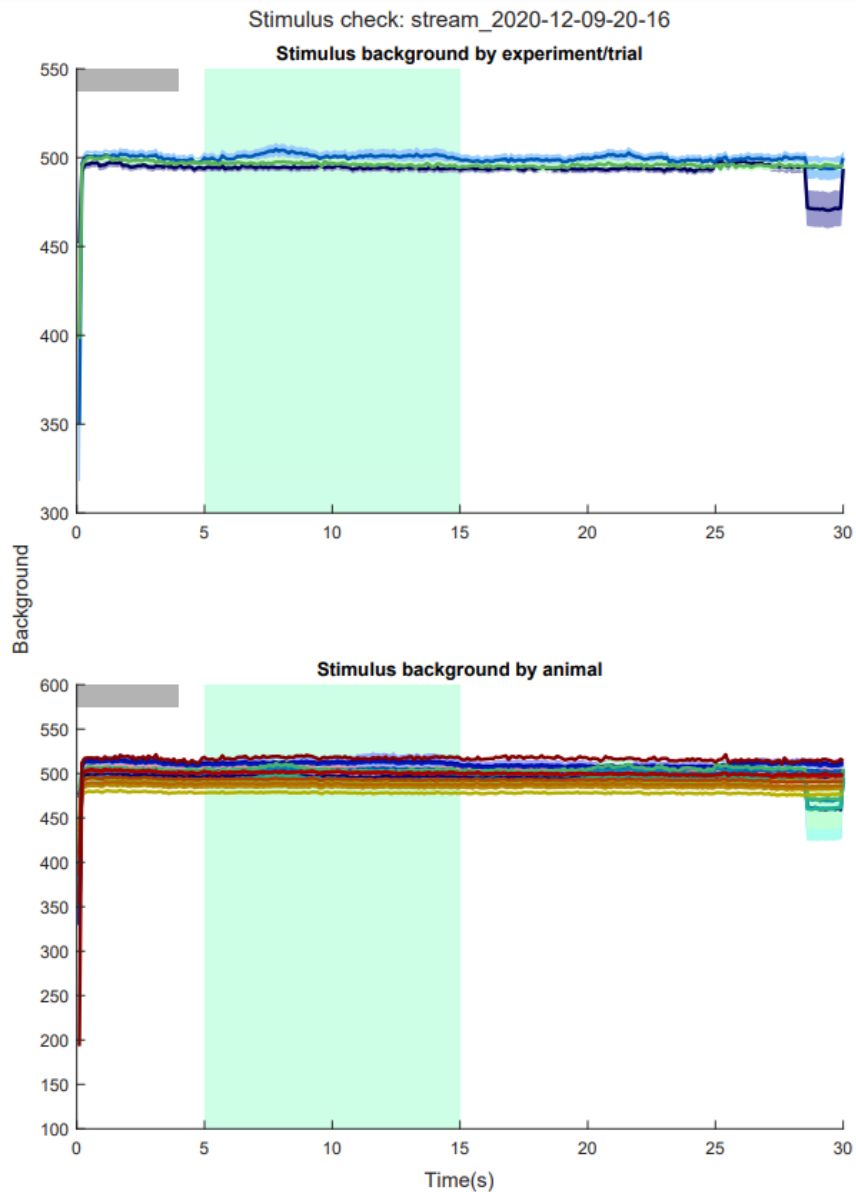 Stimulus check: stream_2020-12-09-20-16
Stimulus background by experiment/trial
550
500
450
400
350
300
0 5 10 15 20 25 30
Background
Stimulus background by animal
600
550
500
450
400
350
300
250
200
150
100
0 5 10 15 20 25 30
Time(s)